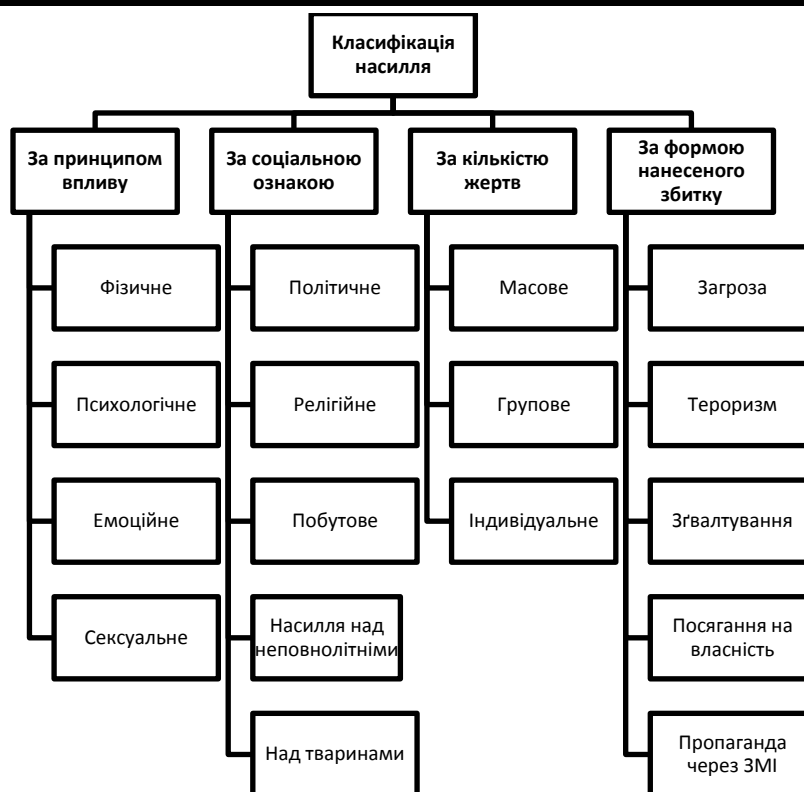 Класифікація
насилля
За принципом
впливу
Фізичне
Психологічне
Емоційне
Сексуальне
За соціальною
ознакою
Політичне
Релігійне
Побутове
Насилля над
неповнолітніми
Над тваринами
За кількістю
жертв
Масове
Групове
Індивідуальне
За формою
нанесеного
збитку
Загроза
Тероризм
Зґвалтування
Посягання на
власність
Пропаганда
через ЗМІ